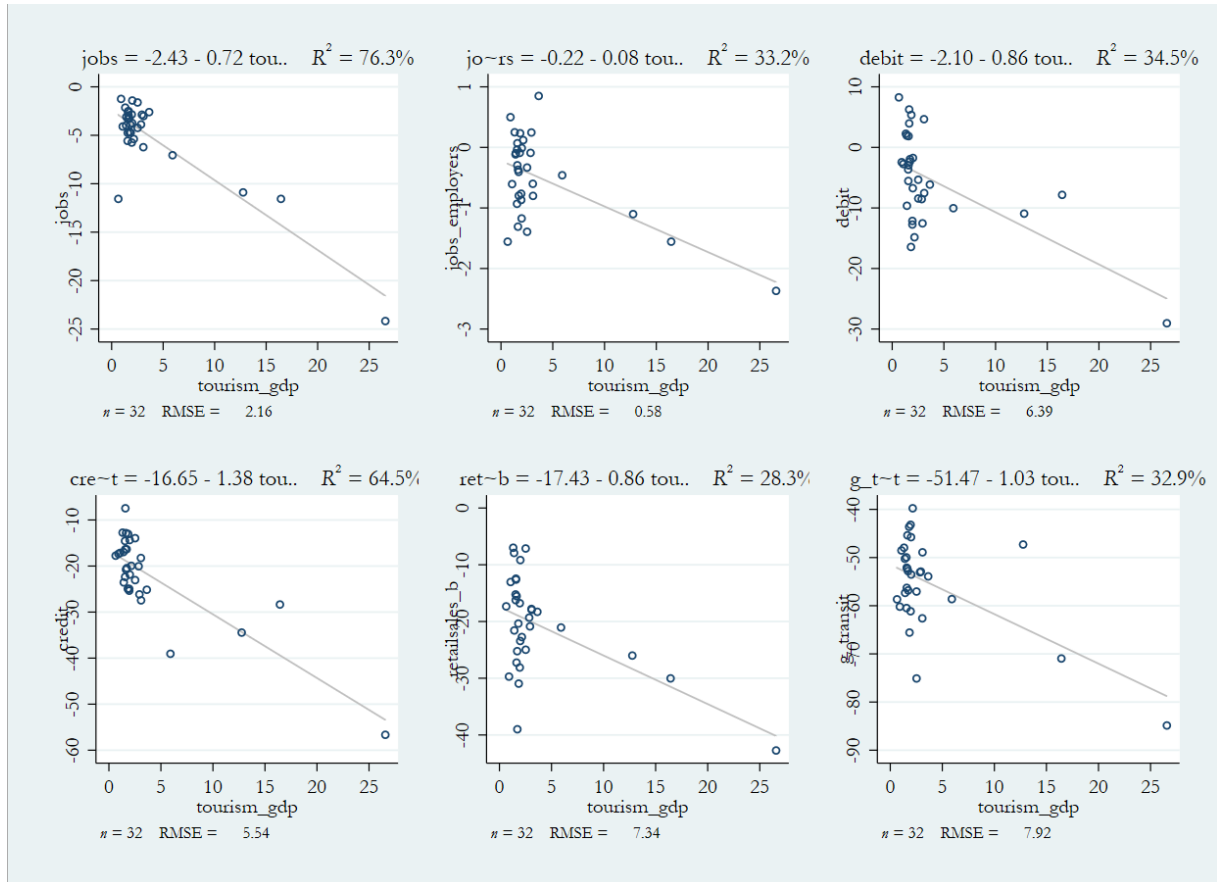 jobs = -2.43 - 0.72 tou.. R² = 76.3%
0
-5
-10
-15
-20
-25
jobs
0 5 10 15 20 25
tourism_gdp
n = 32 RMSE = 2.16
jo~rs = -0.22 - 0.08 tou.. R² = 33.2%
1
0
-1
-2
-3
jobs_employers
0 5 10 15 20 25
tourism_gdp
n = 32 RMSE = 0.58
debit = -2.10 - 0.86 tou.. R² = 34.5%
10
0
-10
-20
-30
debit
0 5 10 15 20 25
tourism_gdp
n = 32 RMSE = 6.39
cre~t = -16.65 - 1.38 tou.. R² = 64.5%
-10
-20
-30
-40
-50
-60
credit
0 5 10 15 20 25
tourism_gdp
n = 32 RMSE = 5.54
ret~b = -17.43 - 0.86 tou.. R² = 28.3%
0
-10
-20
-30
-40
retailsales_b
0 5 10 15 20 25
tourism_gdp
n = 32 RMSE = 7.34
g_t~t = -51.47 - 1.03 tou.. R² = 32.9%
-40
-50
-60
-70
-80
-90
g_transit
0 5 10 15 20 25
tourism_gdp
n = 32 RMSE = 7.92